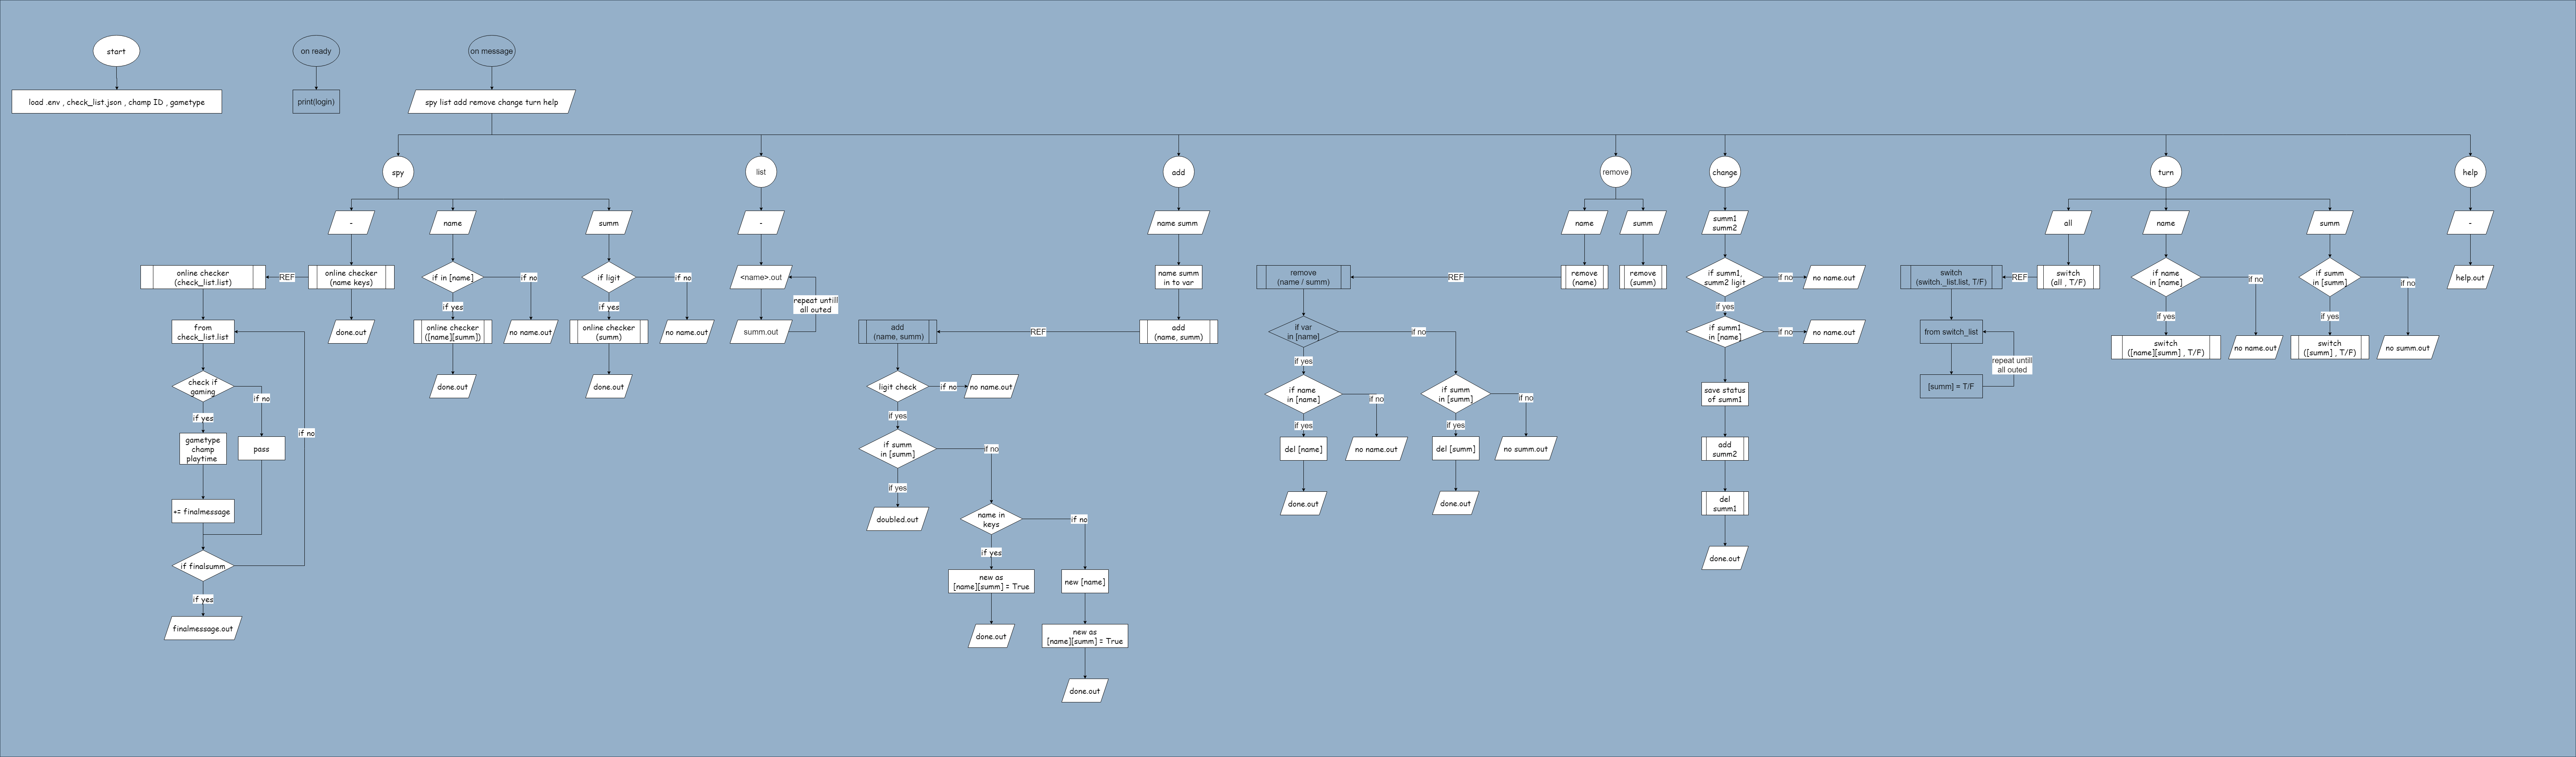 start
on ready
on message
load .env , check_list.json , champ ID , gametype
print(login)
spy list add remove change turn help
spy
list
add
remove
change
turn
help
-
name
summ
-
name summ
name
summ
summ1
summ2
all
name
summ
-
online checker
(check_list.list)
REF
online checker
(name keys)
if in [name]
if no
if yes
if ligit
if no
if yes
<name>.out
repeat untill
all outed
summ.out
name summ
in to var
remove
(name / summ)
REF
remove
(name)
remove
(summ)
if summ1,
summ2 ligit
if no
no name.out
if yes
switch
(switch_list.list, T/F)
REF
switch
(all , T/F)
if name
in [name]
if no
if yes
if summ
in [summ]
if no
if yes
help.out
from
check_list.list
done.out
online checker
([name][summ])
no name.out
online checker
(summ)
no name.out
add
(name, summ)
REF
add
(name, summ)
if var
in [name]
if no
if yes
if summ1
in [name]
if no
no name.out
from switch_list
repeat untill
all outed
[summ] = T/F
switch
([name][summ] , T/F)
no name.out
switch
([summ] , T/F)
no summ.out
check if
gaming
if no
if yes
done.out
done.out
ligit check
if no
no name.out
if yes
if name
in [name]
if no
if yes
if summ
in [summ]
if no
if yes
save status
of summ1
gametype
champ
playtime
pass
if no
if summ
in [summ]
if no
if yes
del [name]
no name.out
del [summ]
no summ.out
add
summ2
+= finalmessage
doubled.out
name in
keys
if no
if yes
done.out
done.out
del
summ1
if finalsumm
if yes
new as
[name][summ] = True
new [name]
done.out
finalmessage.out
done.out
new as
[name][summ] = True
done.out